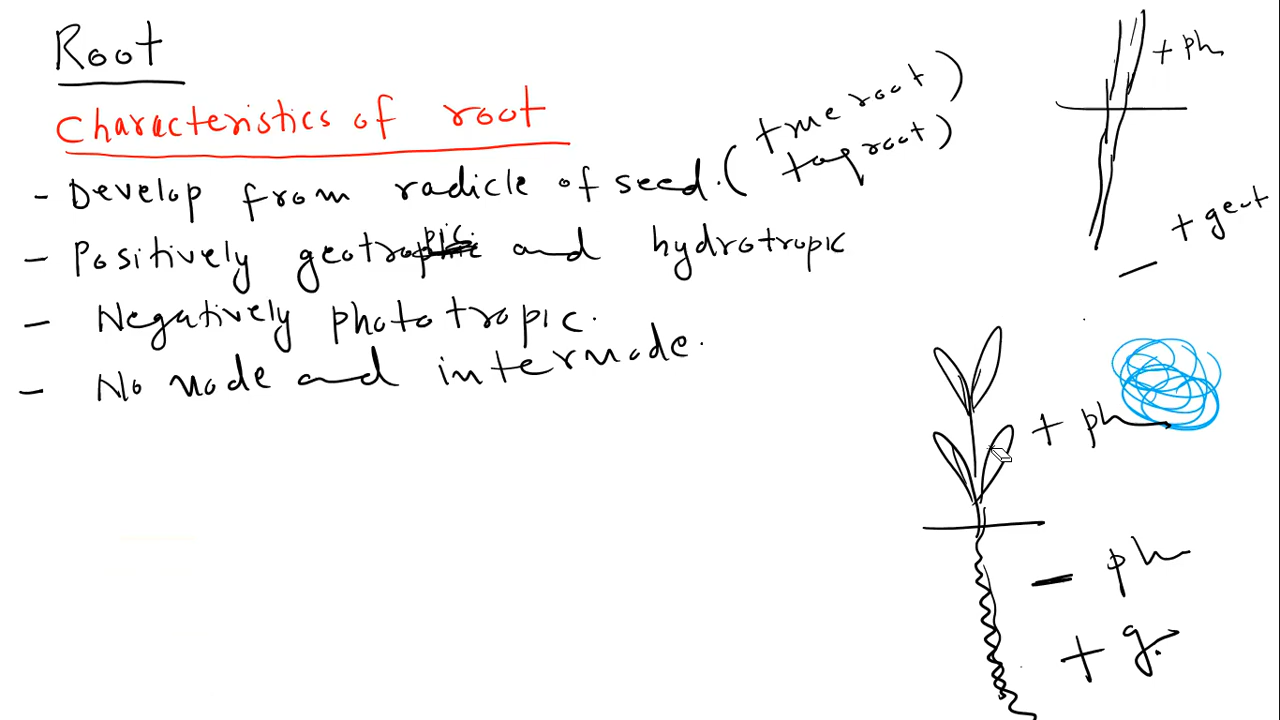 Root
Characteristics of root
- Develop from radicle of seed. (true root)
tap root)
- Positively geotropic and hydrotropic
- Negatively phototropic.
- No node and internode.
+ ph
+ geot
-
+ ph
- ph
+ g.